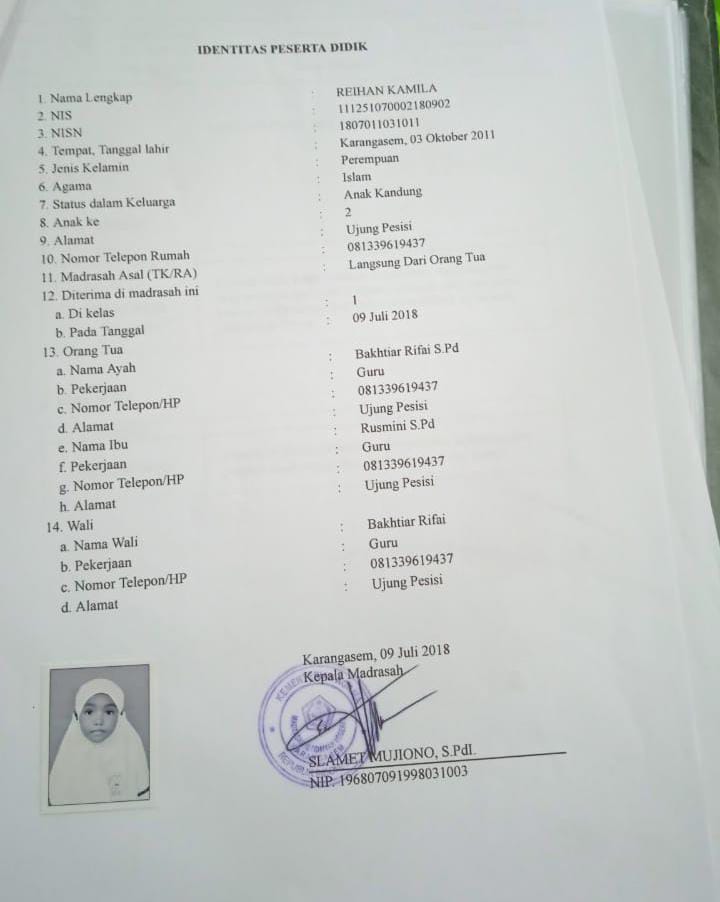 IDENTITAS PESERTA DIDIK
1. Nama Lengkap : REIHAN KAMILA
2. NIS : 111251070002180902
3. NISN : 1807011031011
4. Tempat, Tanggal lahir : Karangasem, 03 Oktober 2011
5. Jenis Kelamin : Perempuan
6. Agama : Islam
7. Status dalam Keluarga : Anak Kandung
8. Anak ke : 2
9. Alamat : Ujung Pesisi
10. Nomor Telepon Rumah : 081339619437
11. Madrasah Asal (TK/RA) : Langsung Dari Orang Tua
12. Diterima di madrasah ini
a. Di kelas : 1
b. Pada Tanggal : 09 Juli 2018
13. Orang Tua
a. Nama Ayah : Bakhtiar Rifai S.Pd
b. Pekerjaan : Guru
c. Nomor Telepon/HP : 081339619437
d. Alamat : Ujung Pesisi
e. Nama Ibu : Rusmini S.Pd
f. Pekerjaan : Guru
g. Nomor Telepon/HP : 081339619437
h. Alamat : Ujung Pesisi
14. Wali
a. Nama Wali : Bakhtiar Rifai
b. Pekerjaan : Guru
c. Nomor Telepon/HP : 081339619437
d. Alamat : Ujung Pesisi
Karangasem, 09 Juli 2018
Kepala Madrasah
SLAMET MUJIONO, S.PdI.
NIP. 196807091998031003